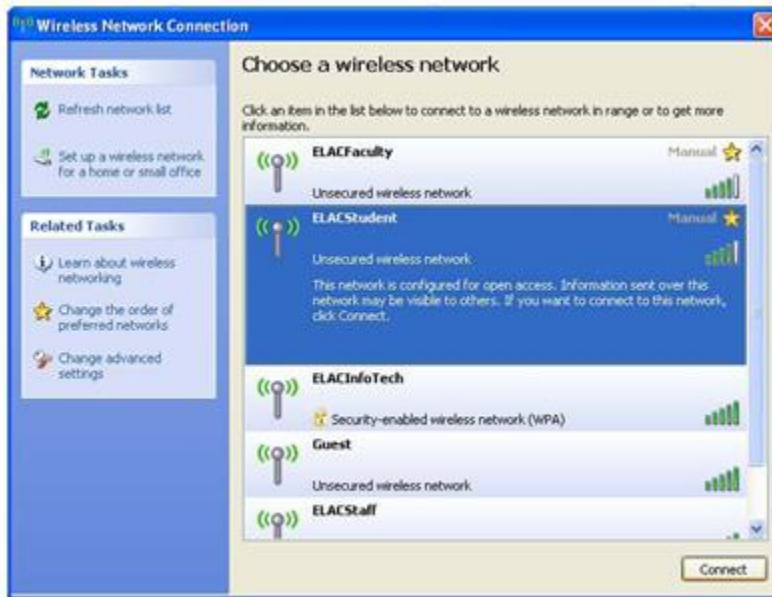 Wireless Network Connection
Network Tasks
Refresh network list
Set up a wireless network
for a home or small office
Related Tasks
Learn about wireless
networking
Change the order of
preferred networks
Change advanced
settings
Choose a wireless network
Click an item in the list below to connect to a wireless network in range or to get more
information.
ELACFaculty
Manual
Unsecured wireless network
ELACStudent
Manual
Unsecured wireless network
This network is configured for open access. Information sent over this
network may be visible to others. If you want to connect to this network,
click Connect.
ELACInfoTech
Security-enabled wireless network (WPA)
Guest
Unsecured wireless network
ELACStaff
Connect